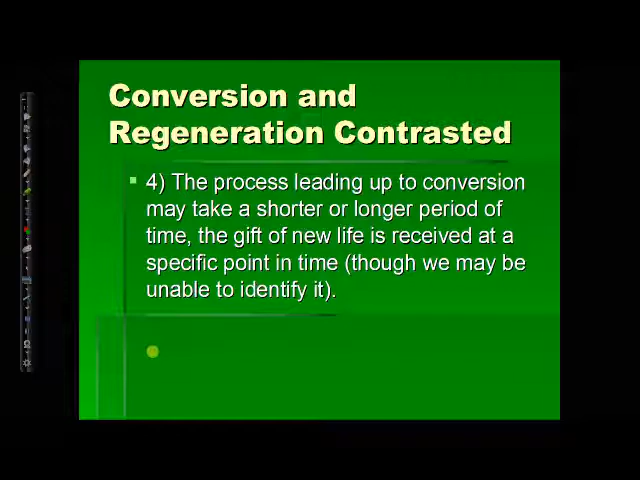 Conversion and
Regeneration Contrasted
4) The process leading up to conversion
may take a shorter or longer period of
time, the gift of new life is received at a
specific point in time (though we may be
unable to identify it).